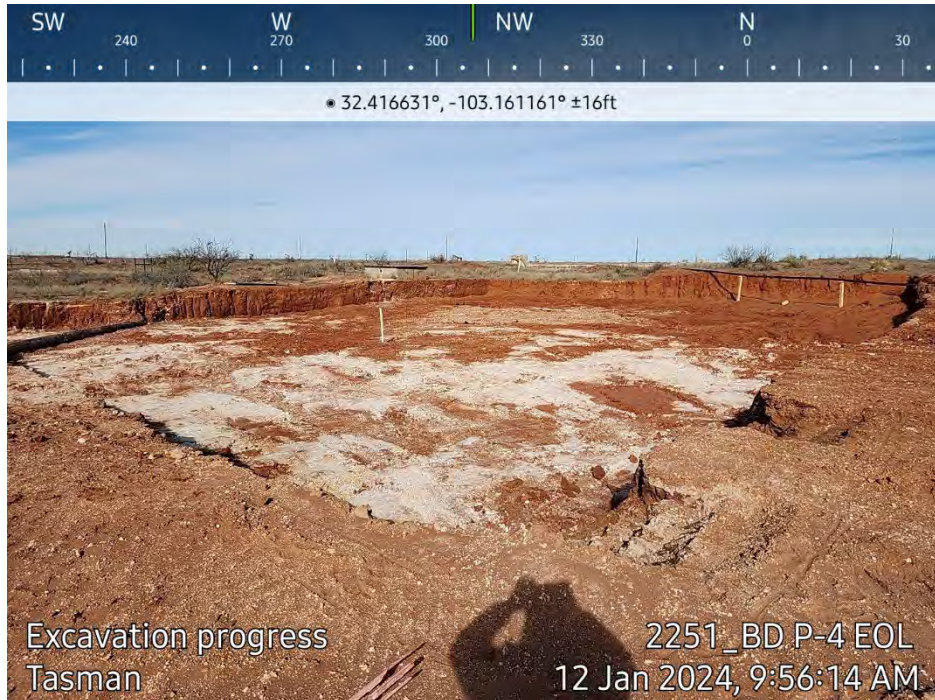 SW W NW N
240 270 300 330 0 30
32.416631°, -103.161161° ±16ft
Excavation progress
Tasman
2251_BD P-4 EOL
12 Jan 2024, 9:56:14 AM